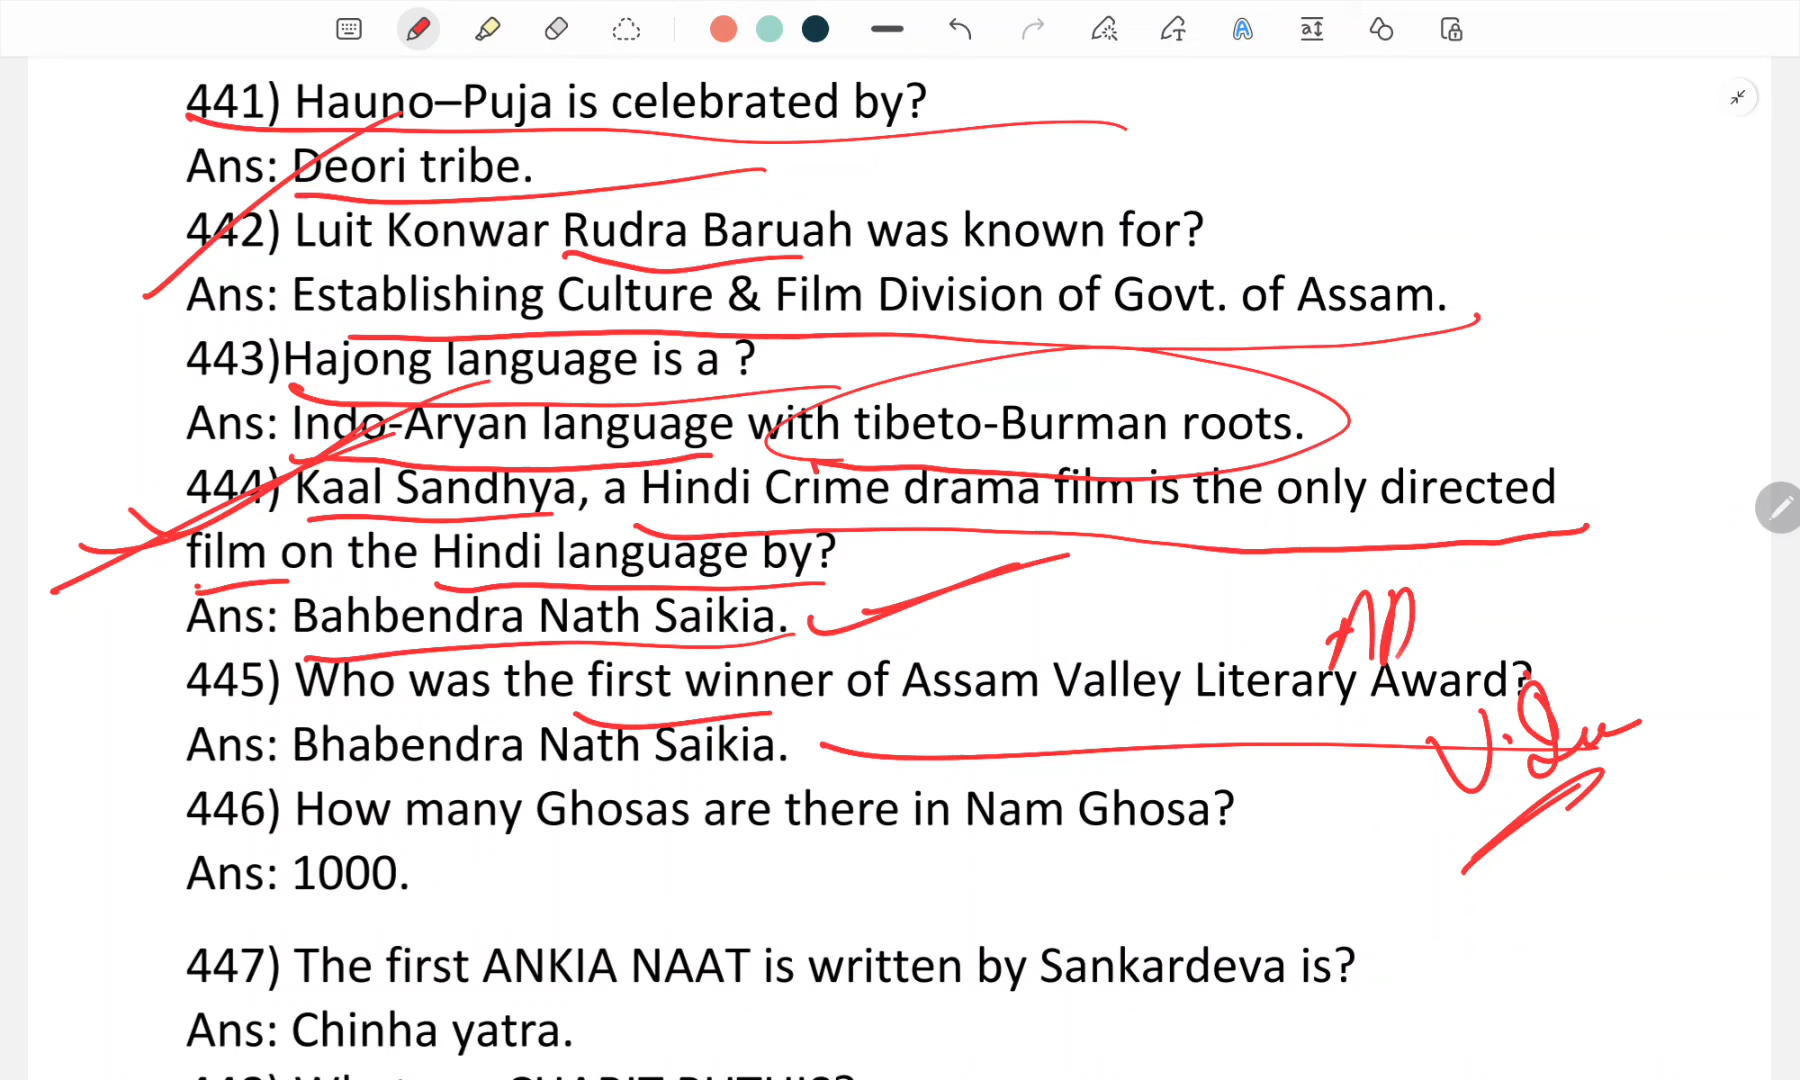 441) Hauno–Puja is celebrated by?
Ans: Deori tribe.
442) Luit Konwar Rudra Baruah was known for?
Ans: Establishing Culture & Film Division of Govt. of Assam.
443)Hajong language is a ?
Ans: Indo-Aryan language with tibeto-Burman roots.
444) Kaal Sandhya, a Hindi Crime drama film is the only directed
film on the Hindi language by?
Ans: Bahbendra Nath Saikia.
445) Who was the first winner of Assam Valley Literary Award?
Ans: Bhabendra Nath Saikia.
446) How many Ghosas are there in Nam Ghosa?
Ans: 1000.
447) The first ANKIA NAAT is written by Sankardeva is?
Ans: Chinha yatra.